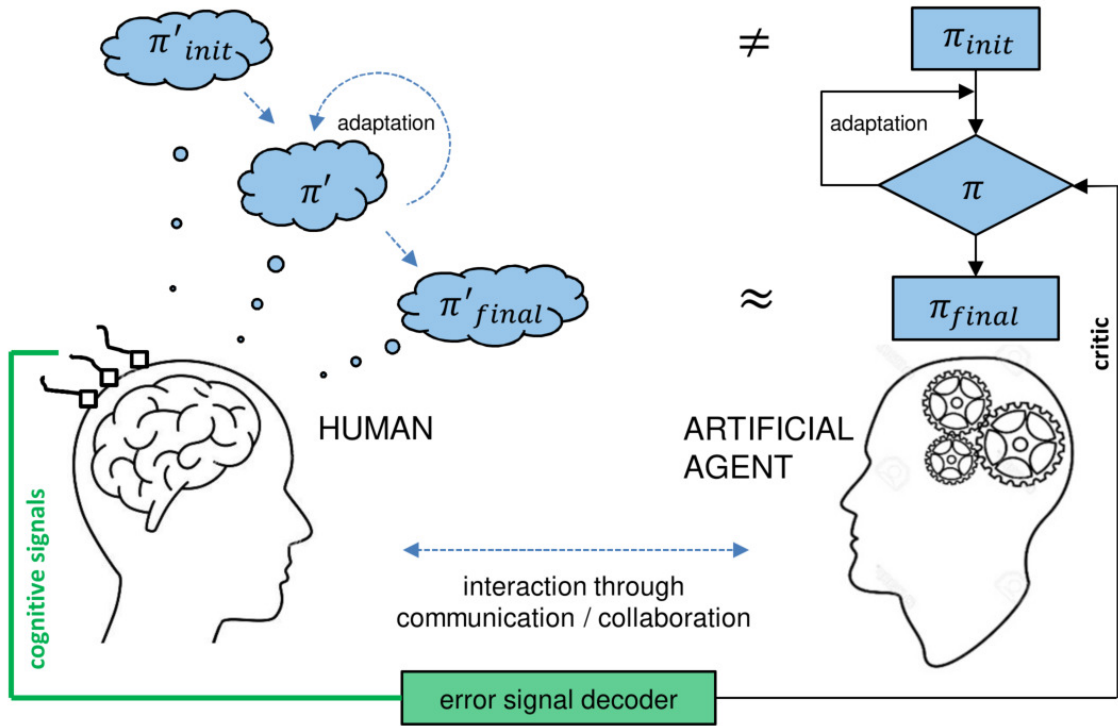 π′init ≠ πinit
adaptation
adaptation
π′
π
π′final ≈ πfinal
critic
HUMAN
ARTIFICIAL
AGENT
cognitive signals
interaction through
communication / collaboration
error signal decoder